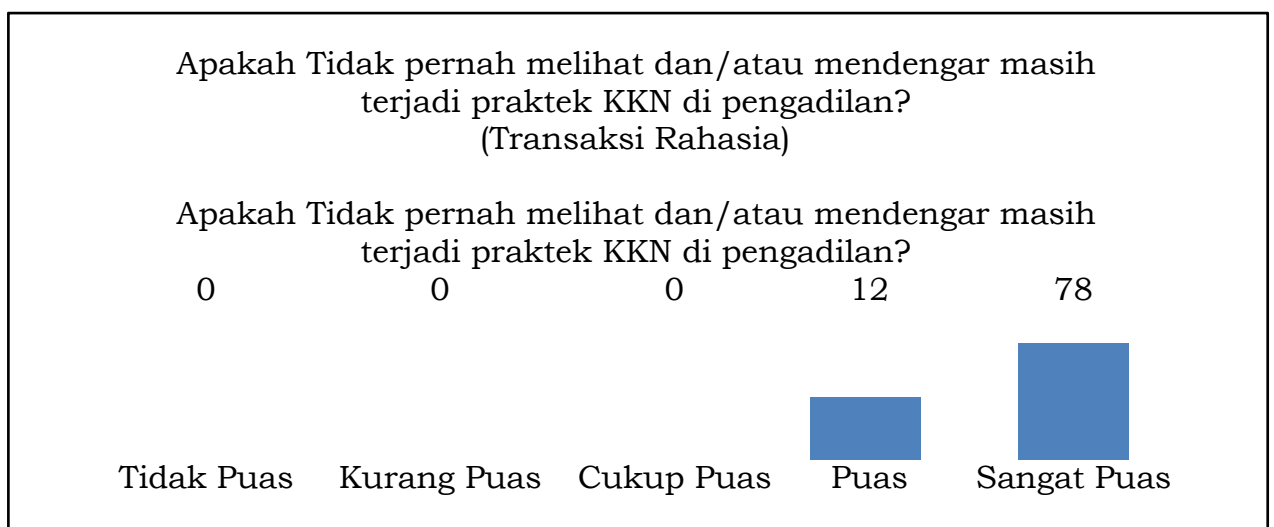 Apakah Tidak pernah melihat dan/atau mendengar masih
terjadi praktek KKN di pengadilan?
(Transaksi Rahasia)
Apakah Tidak pernah melihat dan/atau mendengar masih
terjadi praktek KKN di pengadilan?
0 0 0 12 78
Tidak Puas Kurang Puas Cukup Puas Puas Sangat Puas